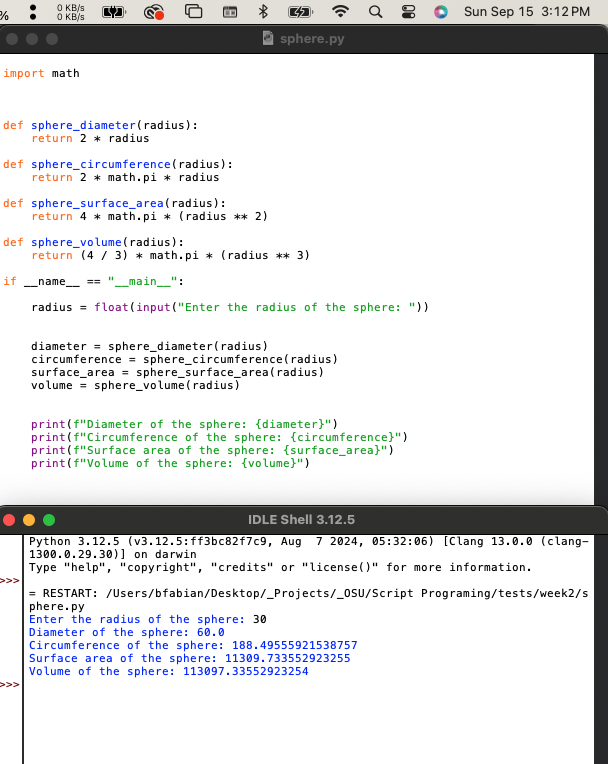 % 0 KB/s Sun Sep 15 3:12 PM
0 KB/s
sphere.py
import math
def sphere_diameter(radius):
    return 2 * radius
def sphere_circumference(radius):
    return 2 * math.pi * radius
def sphere_surface_area(radius):
    return 4 * math.pi * (radius ** 2)
def sphere_volume(radius):
    return (4 / 3) * math.pi * (radius ** 3)
if __name__ == "__main__":
    radius = float(input("Enter the radius of the sphere: "))
    diameter = sphere_diameter(radius)
    circumference = sphere_circumference(radius)
    surface_area = sphere_surface_area(radius)
    volume = sphere_volume(radius)
    print(f"Diameter of the sphere: {diameter}")
    print(f"Circumference of the sphere: {circumference}")
    print(f"Surface area of the sphere: {surface_area}")
    print(f"Volume of the sphere: {volume}")
IDLE Shell 3.12.5
Python 3.12.5 (v3.12.5:ff3bc82f7c9, Aug  7 2024, 05:32:06) [Clang 13.0.0 (clang-
1300.0.29.30)] on darwin
Type "help", "copyright", "credits" or "license()" for more information.
>>>
= RESTART: /Users/bfabian/Desktop/_Projects/_OSU/Script Programing/tests/week2/s
phere.py
Enter the radius of the sphere: 30
Diameter of the sphere: 60.0
Circumference of the sphere: 188.49555921538757
Surface area of the sphere: 11309.733552923255
Volume of the sphere: 113097.33552923254
>>>